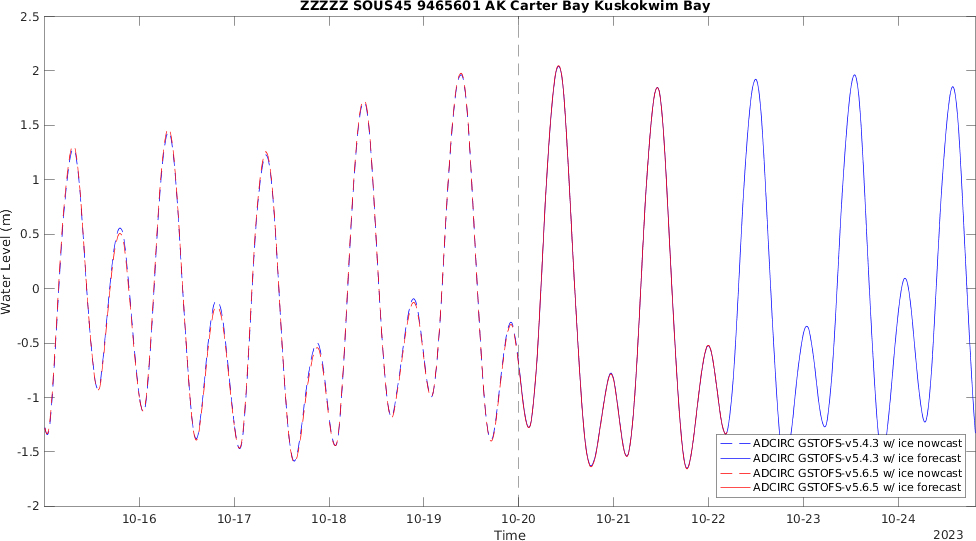 ZZZZZ SOUS45 9465601 AK Carter Bay Kuskokwim Bay
2.5
2
1.5
1
0.5
0
-0.5
-1
-1.5
-2
Water Level (m)
10-16 10-17 10-18 10-19 10-20 10-21 10-22 10-23 10-24
Time
2023
ADCIRC GSTOFS-v5.4.3 w/ ice nowcast
ADCIRC GSTOFS-v5.4.3 w/ ice forecast
ADCIRC GSTOFS-v5.6.5 w/ ice nowcast
ADCIRC GSTOFS-v5.6.5 w/ ice forecast